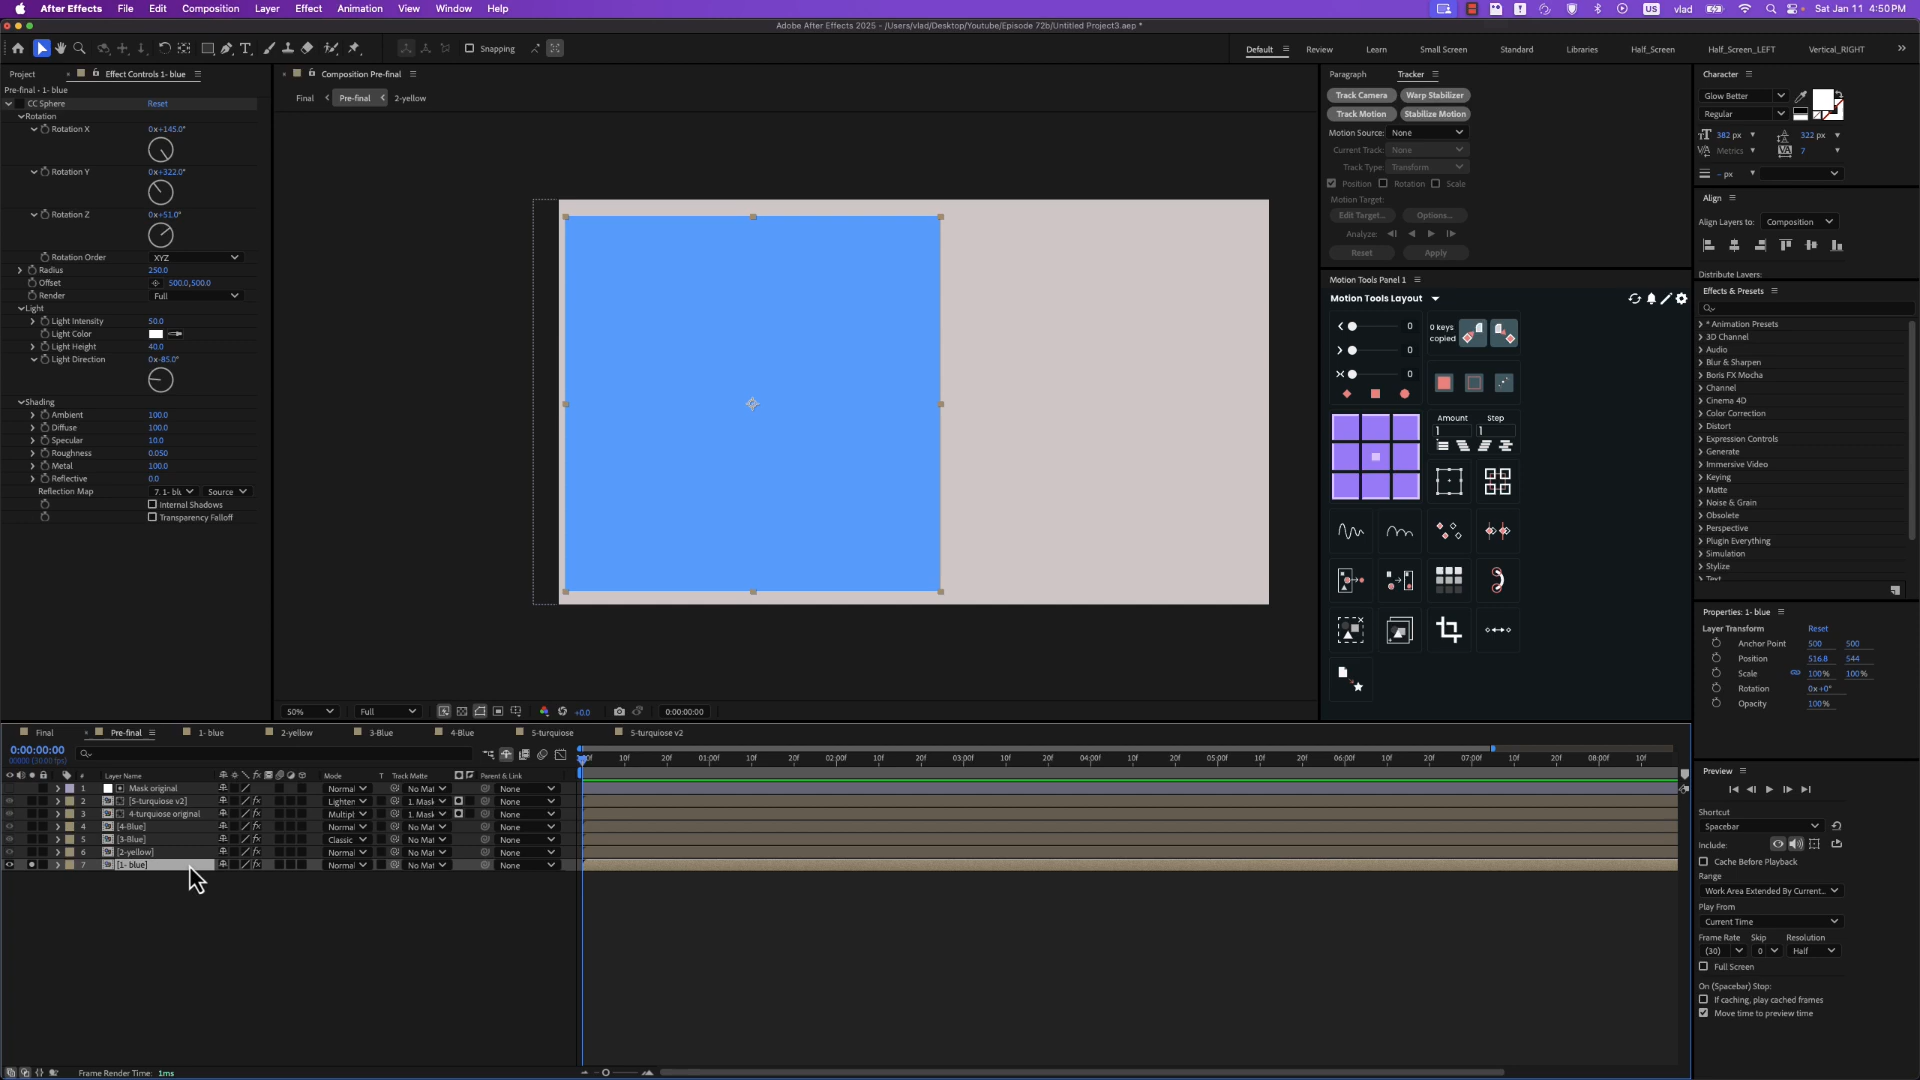 After Effects File Edit Composition Layer Effect Animation View Window Help US vlad Sat Jan 11 4:50 PM
Adobe After Effects 2025 - /Users/vlad/Desktop/Youtube/Episode 72b/Untitled Project3.aep *
Snapping Default Review Learn Small Screen Standard Libraries Half_Screen Half_Screen_LEFT Vertical_RIGHT
Project Effect Controls 1- blue
Pre-final • 1- blue
CC Sphere Reset
Rotation
Rotation X 0x+145.0°
Rotation Y 0x+322.0°
Rotation Z 0x+51.0°
Rotation Order XYZ
Radius 250.0
Offset 500.0,500.0
Render Full
Light
Light Intensity 50.0
Light Color
Light Height 40.0
Light Direction 0x-85.0°
Shading
Ambient 100.0
Diffuse 100.0
Specular 10.0
Roughness 0.050
Metal 100.0
Reflective 0.0
Reflection Map 7. 1- blu Source
Internal Shadows
Transparency Falloff
Composition Pre-final
Final Pre-final 2-yellow
50% Full +0.0 0:00:00:00
Paragraph Tracker
Track Camera Warp Stabilizer
Track Motion Stabilize Motion
Motion Source: None
Current Track: None
Track Type: Transform
Position Rotation Scale
Motion Target:
Edit Target... Options...
Analyze:
Reset Apply
Motion Tools Panel 1
Motion Tools Layout
0 0 keys
copied
0
0
Amount Step
1 1
Character
Glow Better
Regular
382 px 322 px
Metrics 7
- px
Align
Align Layers to: Composition
Distribute Layers:
Effects & Presets
* Animation Presets
3D Channel
Audio
Blur & Sharpen
Boris FX Mocha
Channel
Cinema 4D
Color Correction
Distort
Expression Controls
Generate
Immersive Video
Keying
Matte
Noise & Grain
Obsolete
Perspective
Plugin Everything
Simulation
Stylize
Text
Properties: 1- blue
Layer Transform Reset
Anchor Point 500 500
Position 516.8 544
Scale 100% 100%
Rotation 0x+0°
Opacity 100%
Preview
Shortcut
Spacebar
Include:
Cache Before Playback
Range
Work Area Extended By Current...
Play From
Current Time
Frame Rate Skip Resolution
(30) 0 Half
Full Screen
On (Spacebar) Stop:
If caching, play cached frames
Move time to preview time
Final Pre-final 1- blue 2-yellow 3-Blue 4-Blue 5-turquiose 5-turquiose v2
0:00:00:00
00000 (30.00 fps)
# Layer Name Mode T Track Matte Parent & Link
1 Mask original Normal No Mat None
2 [5-turquiose v2] Lighten 1. Mask None
3 4-turquiose original Multipl 1. Mask None
4 [4-Blue] Normal No Mat None
5 [3-Blue] Classic No Mat None
6 [2-yellow] Normal No Mat None
7 [1- blue] Normal No Mat None
:00f 10f 20f 01:00f 10f 20f 02:00f 10f 20f 03:00f 10f 20f 04:00f 10f 20f 05:00f 10f 20f 06:00f 10f 20f 07:00f 10f 20f 08:00f 10f
Frame Render Time: 1ms